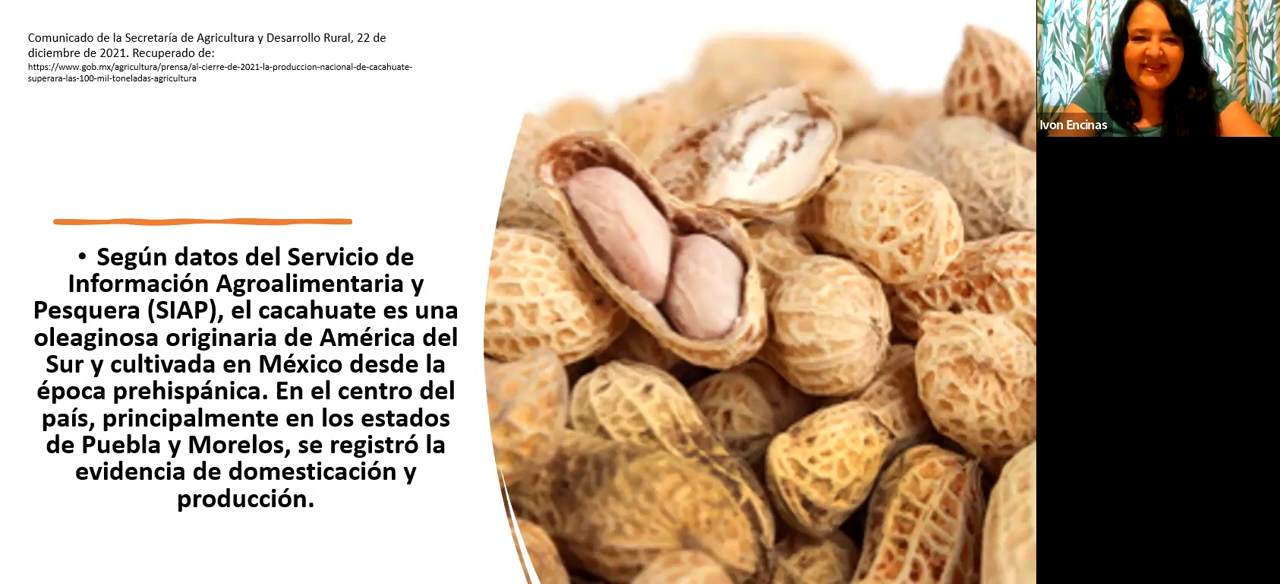 Comunicado de la Secretaría de Agricultura y Desarrollo Rural, 22 de
diciembre de 2021. Recuperado de:
https://www.gob.mx/agricultura/prensa/al-cierre-de-2021-la-produccion-nacional-de-cacahuate-
superara-las-100-mil-toneladas-agricultura
• Según datos del Servicio de
Información Agroalimentaria y
Pesquera (SIAP), el cacahuate es una
oleaginosa originaria de América del
Sur y cultivada en México desde la
época prehispánica. En el centro del
país, principalmente en los estados
de Puebla y Morelos, se registró la
evidencia de domesticación y
producción.
Ivon Encinas